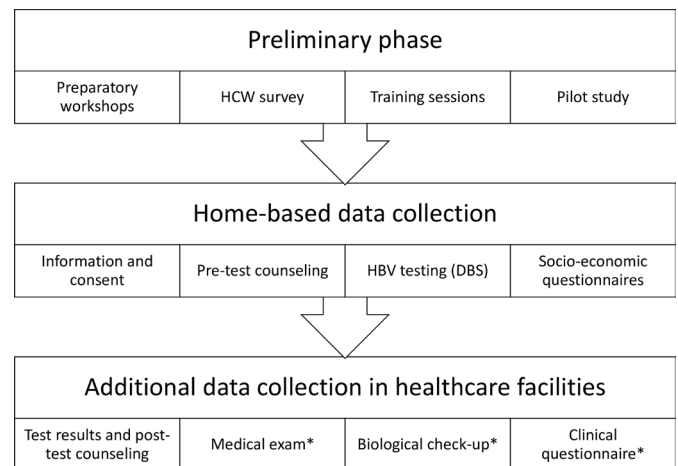 Preliminary phase
Preparatory
workshops
HCW survey
Training sessions
Pilot study
Home-based data collection
Information and
consent
Pre-test counseling
HBV testing (DBS)
Socio-economic
questionnaires
Additional data collection in healthcare facilities
Test results and post-
test counseling
Medical exam*
Biological check-up*
Clinical
questionnaire*